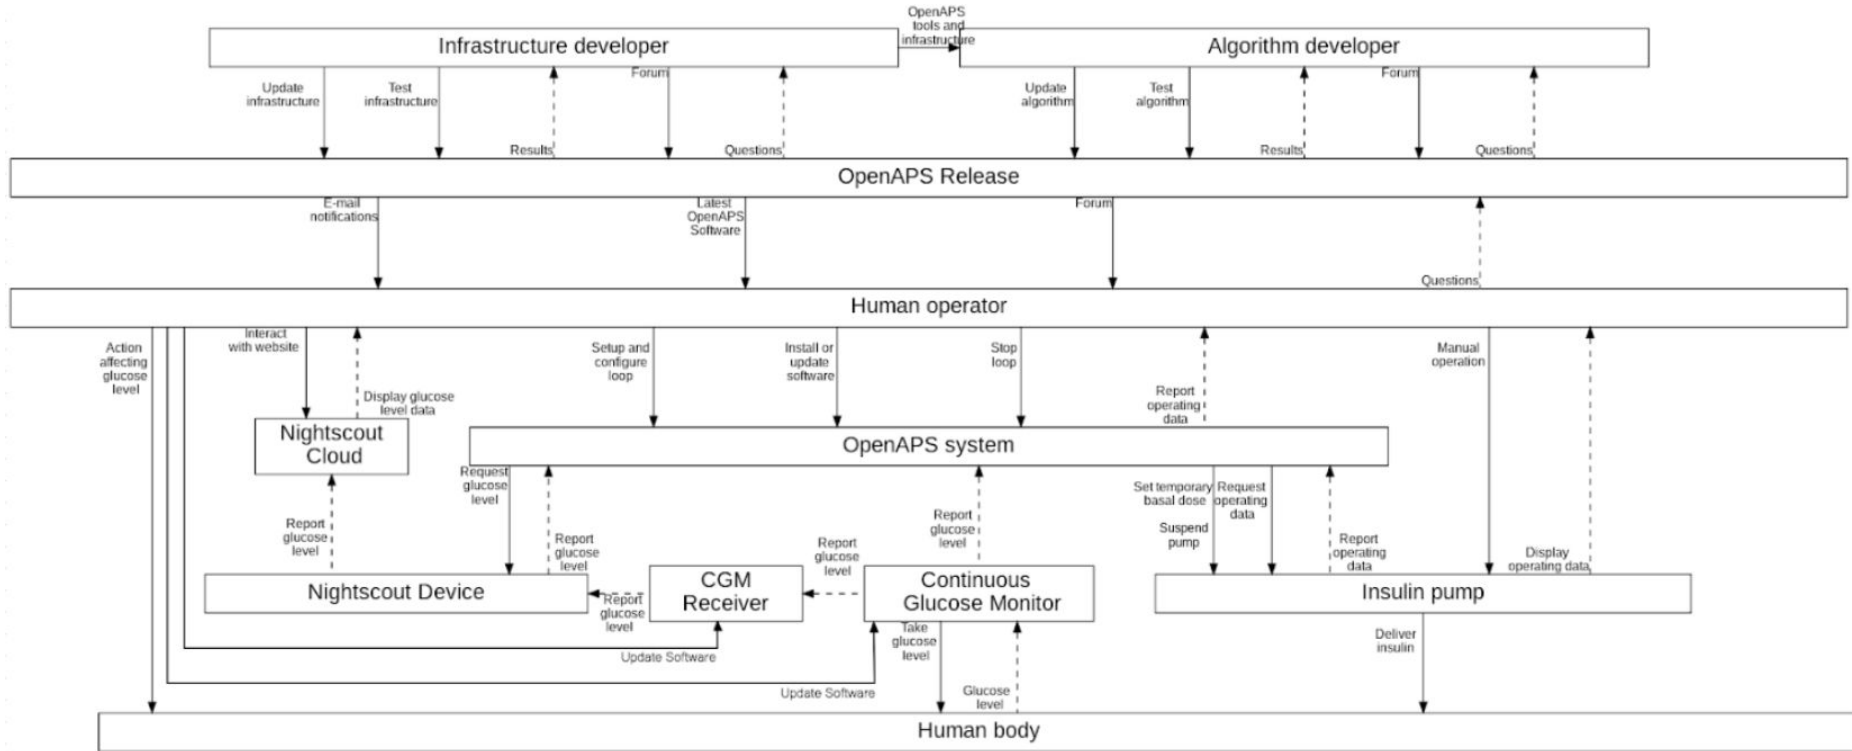 OpenAPS
tools and
infrastructure
Infrastructure developer
Algorithm developer
Update
infrastructure
Test
infrastructure
Results
Forum
Questions
Update
algorithm
Test
algorithm
Results
Forum
Questions
OpenAPS Release
E-mail
notifications
Latest
OpenAPS
Software
Forum
Questions
Human operator
Action
affecting
glucose
level
Interact
with website
Display glucose
level data
Setup and
configure
loop
Install or
update
software
Stop
loop
Report
operating
data
Manual
operation
Nightscout
Cloud
OpenAPS system
Report
glucose
level
Request
glucose
level
Report
glucose
level
Report
glucose
level
Report
glucose
level
Set temporary
basal dose
Suspend
pump
Request
operating
data
Report
operating
data
Display
operating data
Nightscout Device
Report
glucose
level
CGM
Receiver
Continuous
Glucose Monitor
Insulin pump
Update Software
Update Software
Take
glucose
level
Glucose
level
Deliver
insulin
Human body